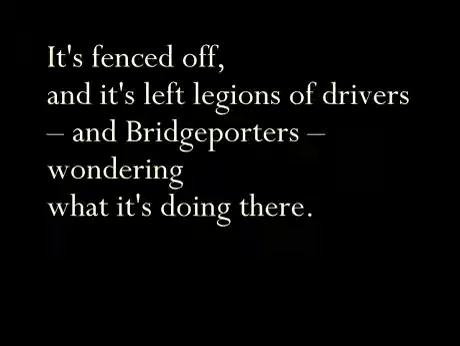 It's fenced off,
and it's left legions of drivers
– and Bridgeporters –
wondering
what it's doing there.